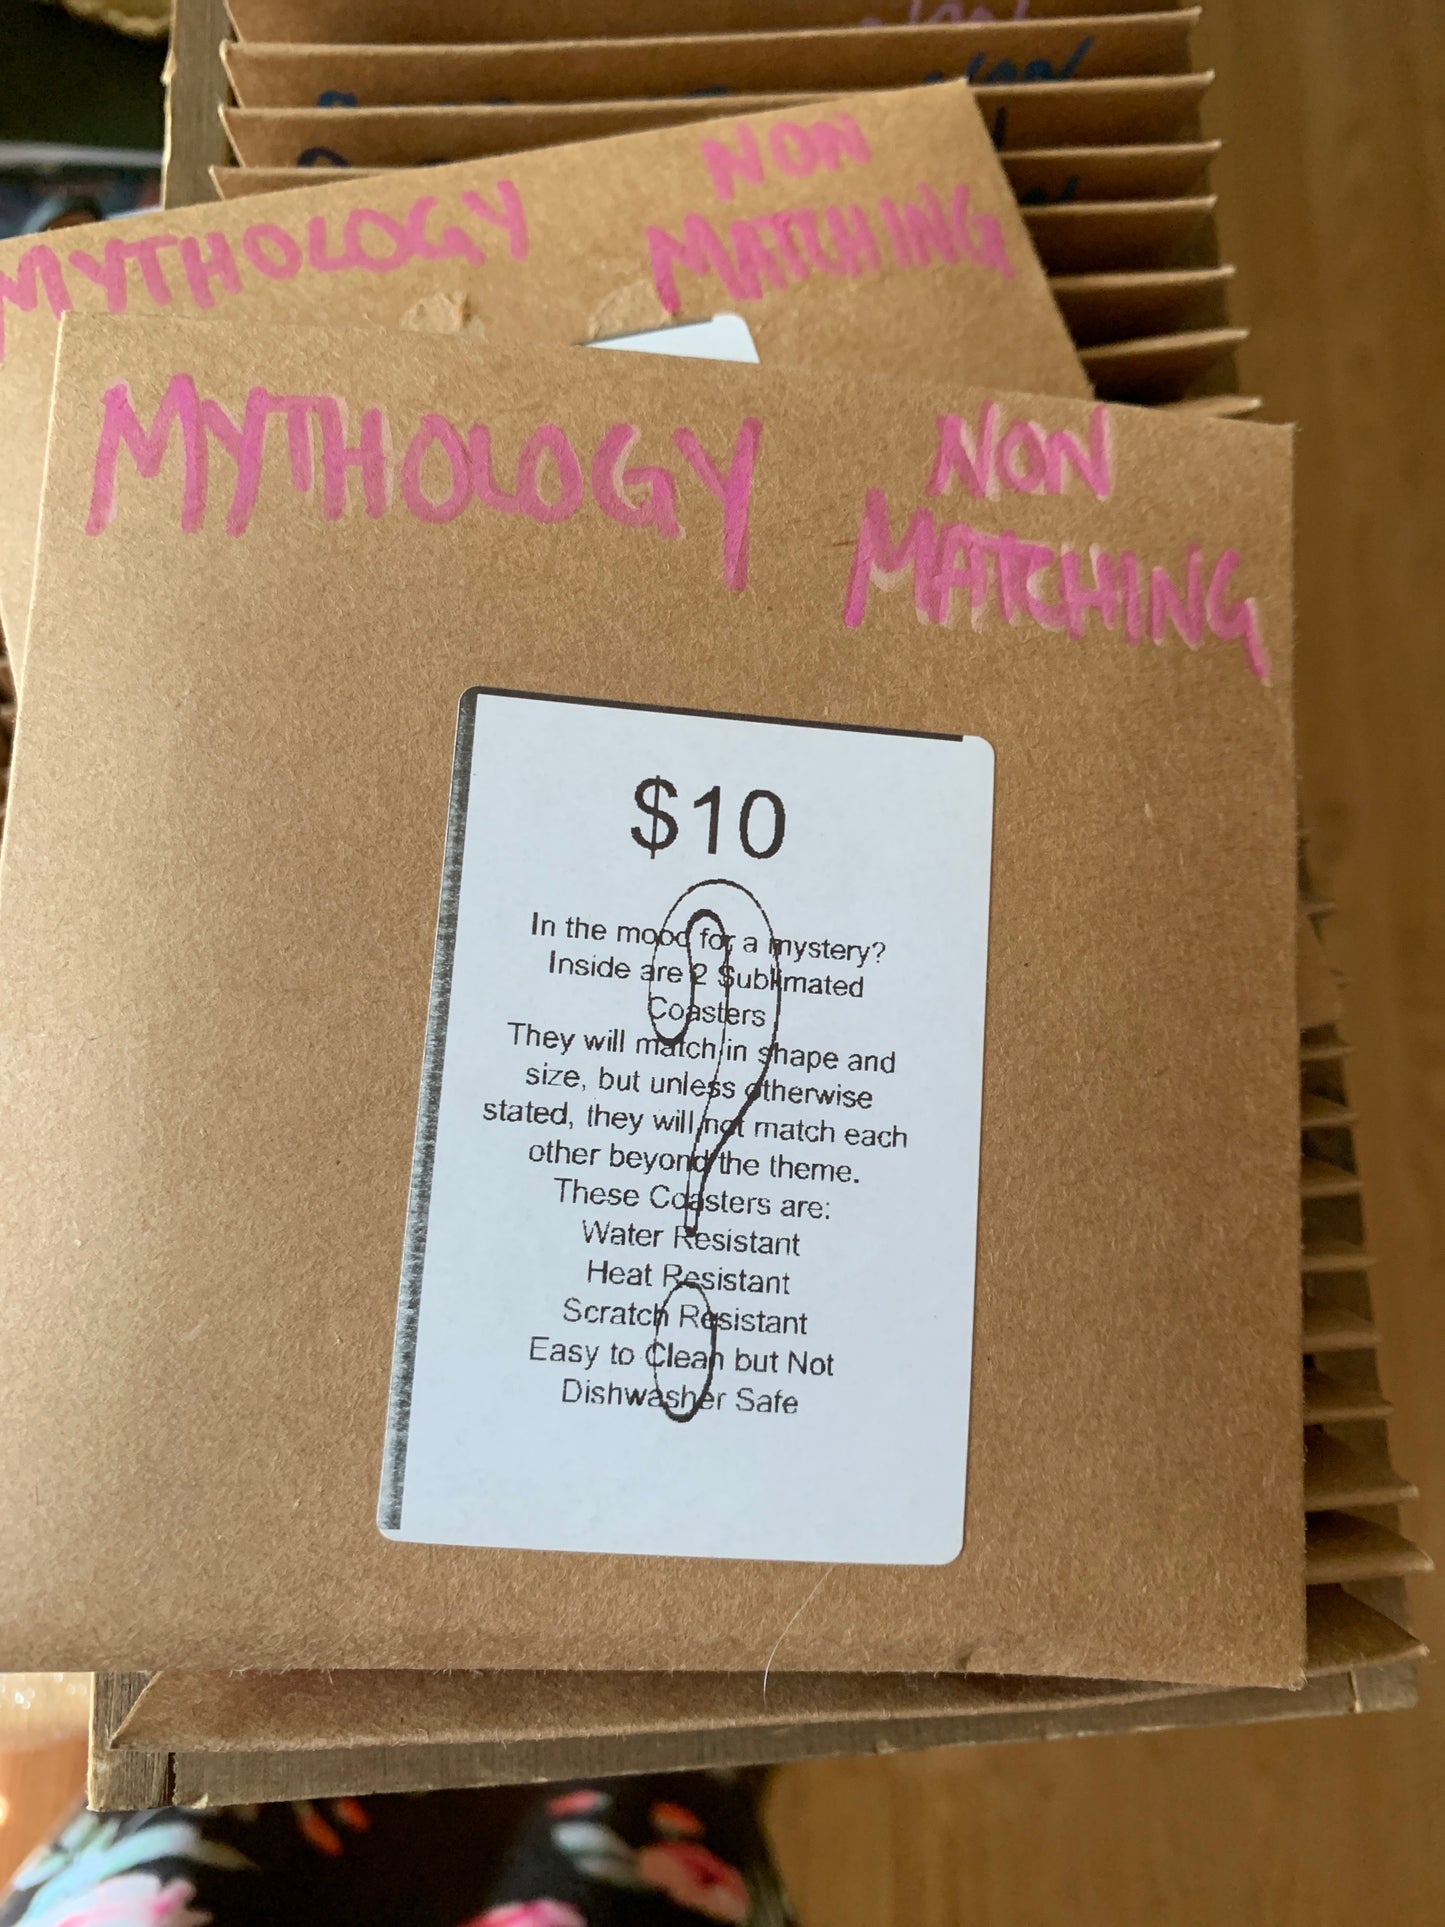 MYTHOLOGY NON
MATCHING
MYTHOLOGY NON
MATCHING
$10
In the mood for a mystery?
Inside are 2 Sublimated
Coasters
They will match in shape and
size, but unless otherwise
stated, they will not match each
other beyond the theme.
These Coasters are:
Water Resistant
Heat Resistant
Scratch Resistant
Easy to Clean but Not
Dishwasher Safe